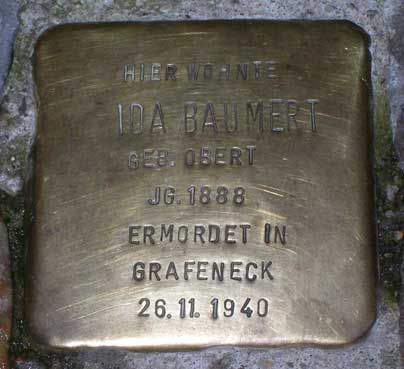 HIER WOHNTE
IDA BAUMERT
GEB. OBERT
JG. 1888
ERMORDET IN
GRAFENECK
26.11.1940